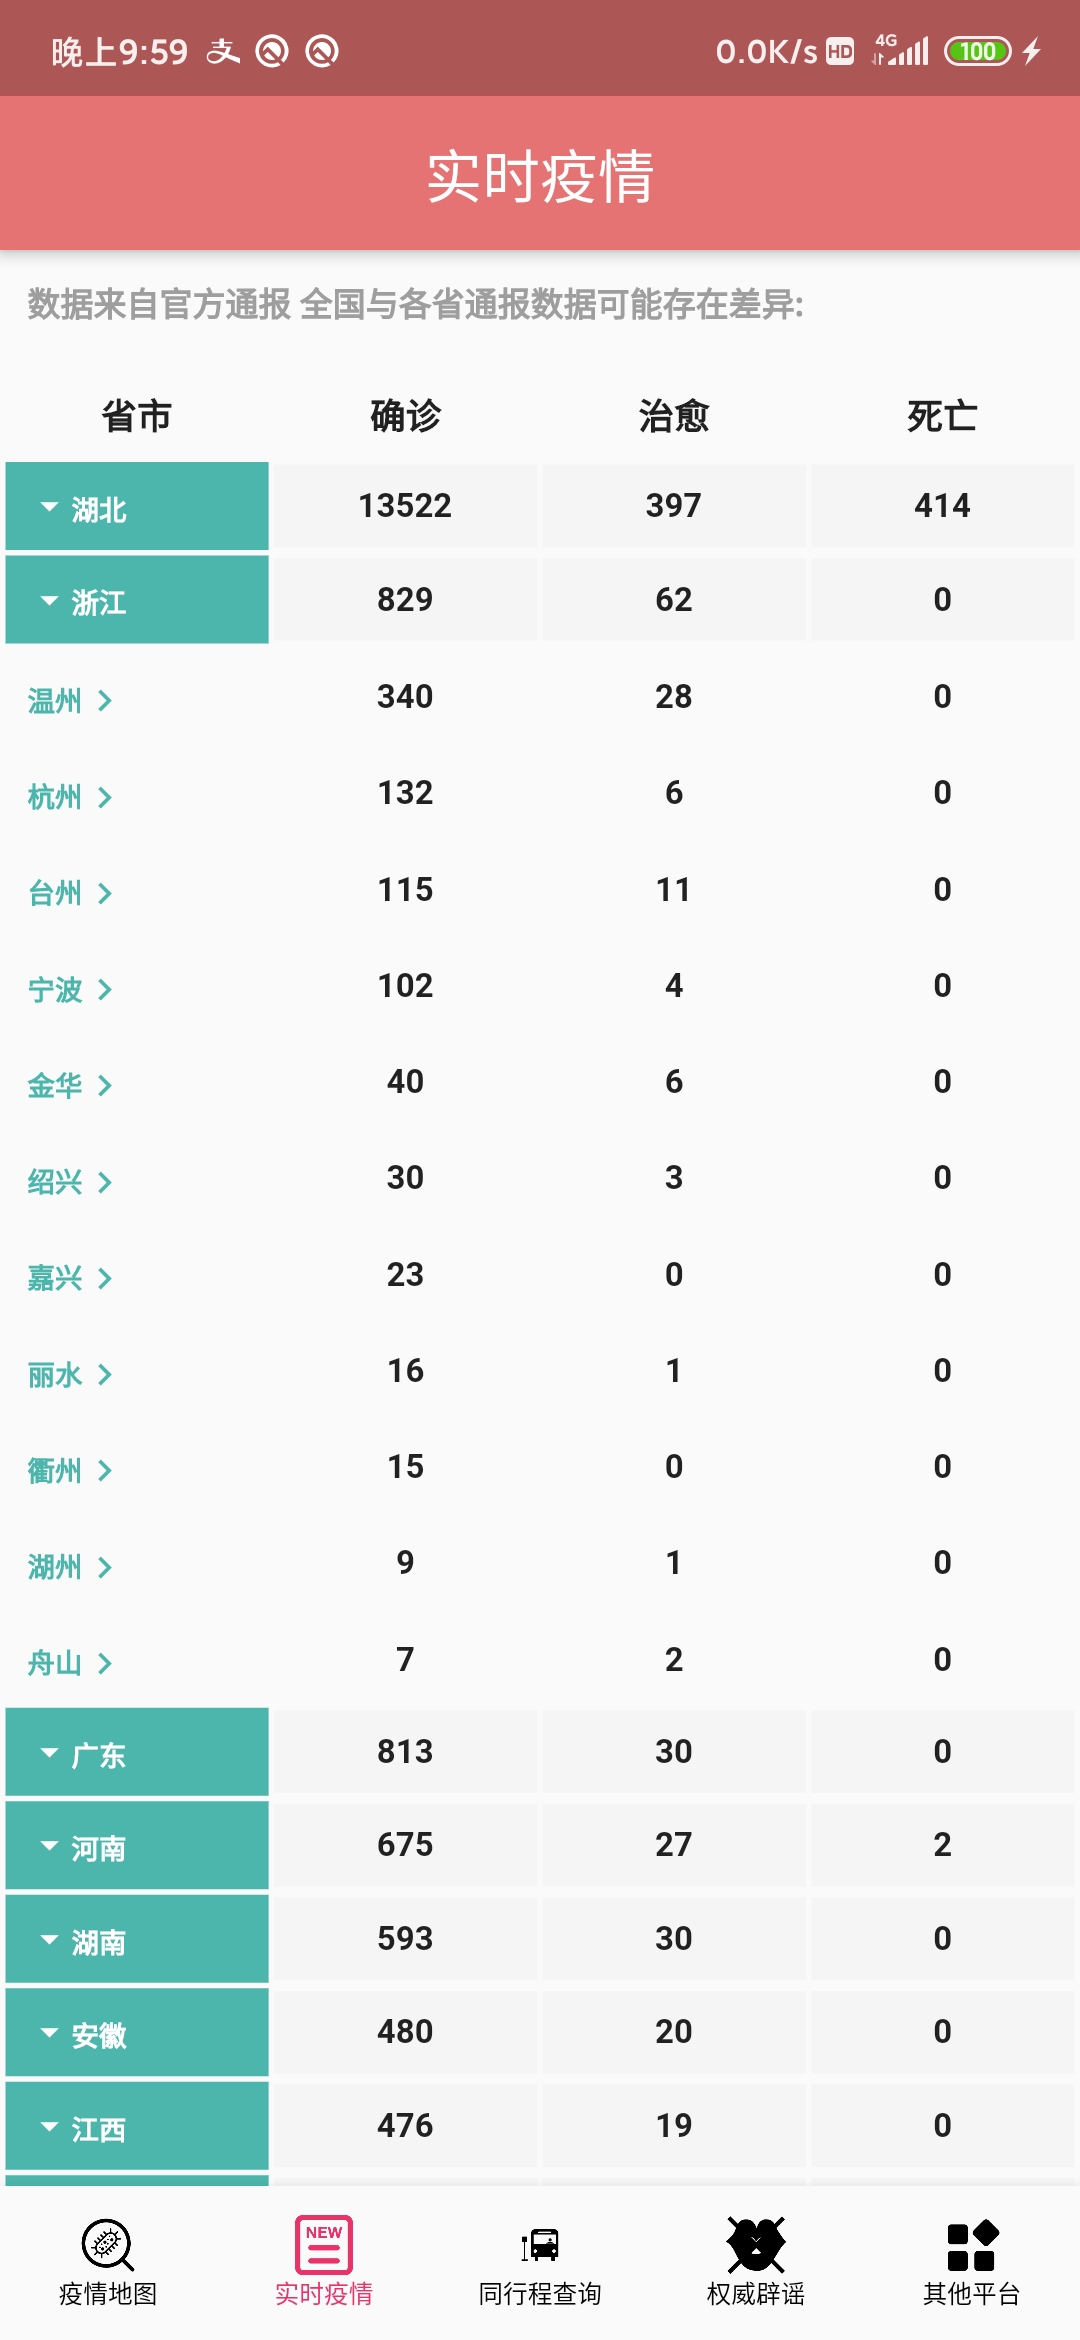 晚上9:59 支 0.0K/s HD 4G 100
实时疫情
数据来自官方通报 全国与各省通报数据可能存在差异:
省市 确诊 治愈 死亡
湖北 13522 397 414
浙江 829 62 0
温州 340 28 0
杭州 132 6 0
台州 115 11 0
宁波 102 4 0
金华 40 6 0
绍兴 30 3 0
嘉兴 23 0 0
丽水 16 1 0
衢州 15 0 0
湖州 9 1 0
舟山 7 2 0
广东 813 30 0
河南 675 27 2
湖南 593 30 0
安徽 480 20 0
江西 476 19 0
NEW
疫情地图 实时疫情 同行程查询 权威辟谣 其他平台